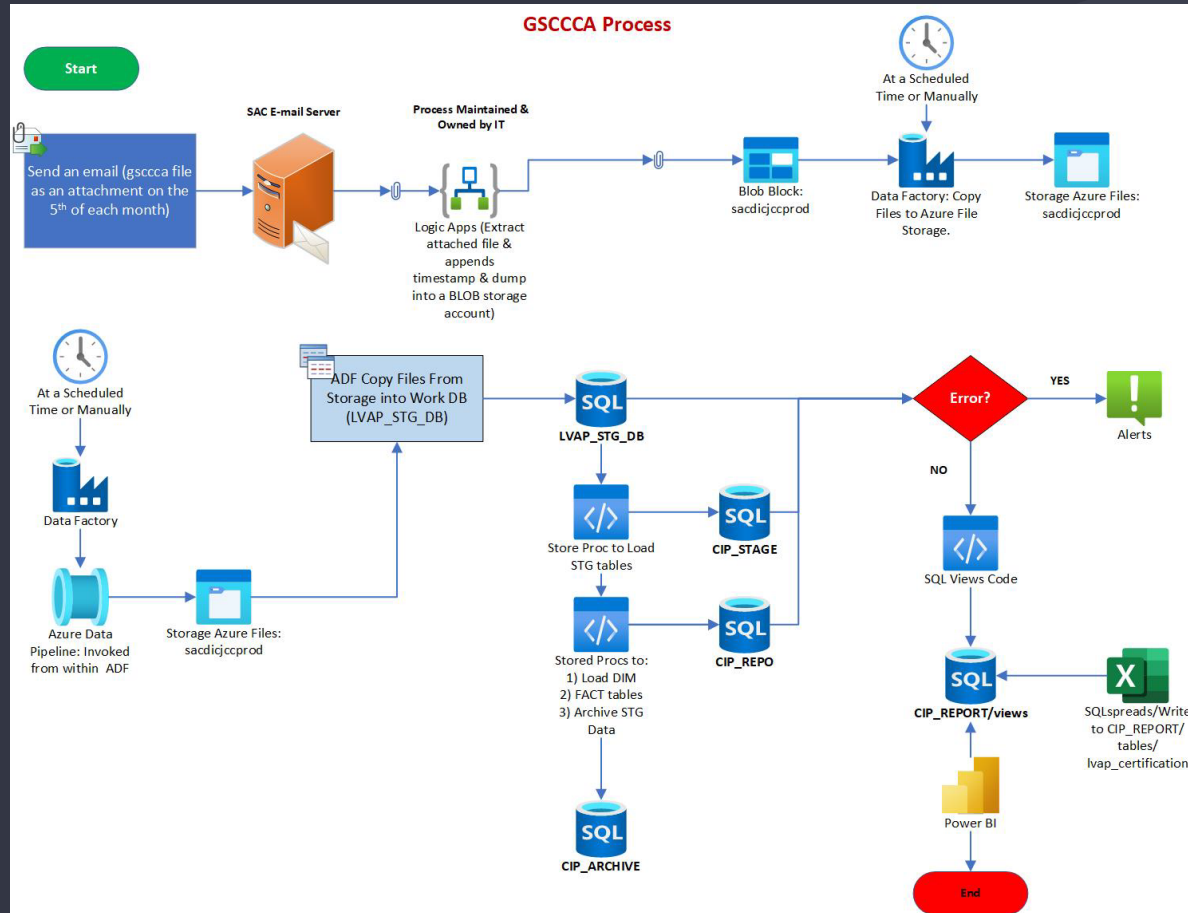 GSCCCA Process
Start
At a Scheduled
Time or Manually
SAC E-mail Server
Process Maintained &
Owned by IT
Send an email (gsccca file
as an attachment on the
5th of each month)
Logic Apps (Extract
attached file &
appends
timestamp & dump
into a BLOB storage
account)
Blob Block:
sacdicjccprod
Data Factory: Copy
Files to Azure File
Storage.
Storage Azure Files:
sacdicjccprod
At a Scheduled
Time or Manually
Data Factory
Azure Data
Pipeline: Invoked
from within ADF
Storage Azure Files:
sacdicjccprod
ADF Copy Files From
Storage into Work DB
(LVAP_STG_DB)
SQL
LVAP_STG_DB
Store Proc to Load
STG tables
SQL
CIP_STAGE
Stored Procs to:
1) Load DIM
2) FACT tables
3) Archive STG
Data
SQL
CIP_REPO
SQL
CIP_ARCHIVE
Error?
YES
Alerts
NO
SQL Views Code
SQL
CIP_REPORT/views
X
SQLspreads/Write
to CIP_REPORT/
tables/
lvap_certification
Power BI
End